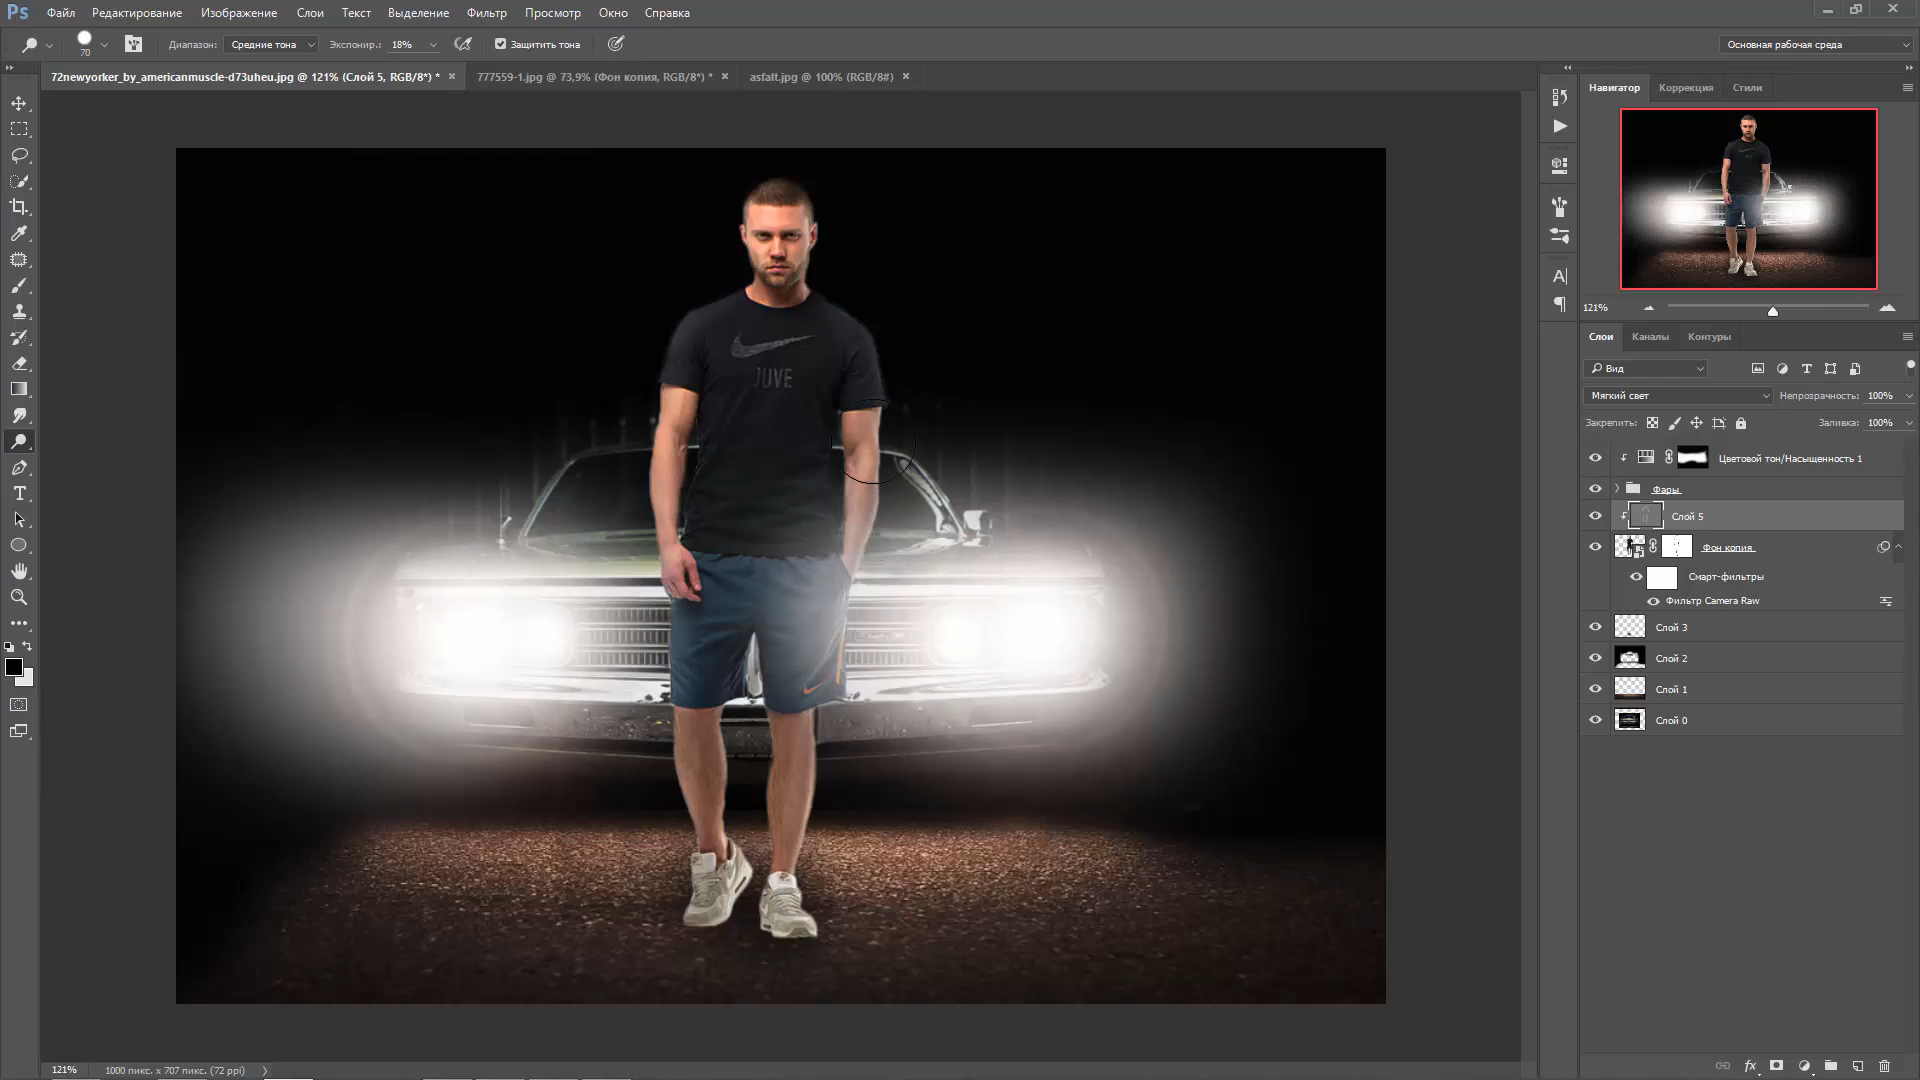 Ps Файл Редактирование Изображение Слои Текст Выделение Фильтр Просмотр Окно Справка
70 Диапазон: Средние тона Экспонир.: 18% Защитить тона Основная рабочая среда
72newyorker_by_americanmuscle-d73uheu.jpg @ 121% (Слой 5, RGB/8*) * × 777559-1.jpg @ 73,9% (Фон копия, RGB/8*) * × asfalt.jpg @ 100% (RGB/8#) ×
Навигатор Коррекция Стили
121%
Слои Каналы Контуры
Вид
Мягкий свет Непрозрачность: 100%
Закрепить: Заливка: 100%
Цветовой тон/Насыщенность 1
Фары
Слой 5
Фон копия
Смарт-фильтры
Фильтр Camera Raw
Слой 3
Слой 2
Слой 1
Слой 0
JUVE
121% 1000 пикс. x 707 пикс. (72 ppi)